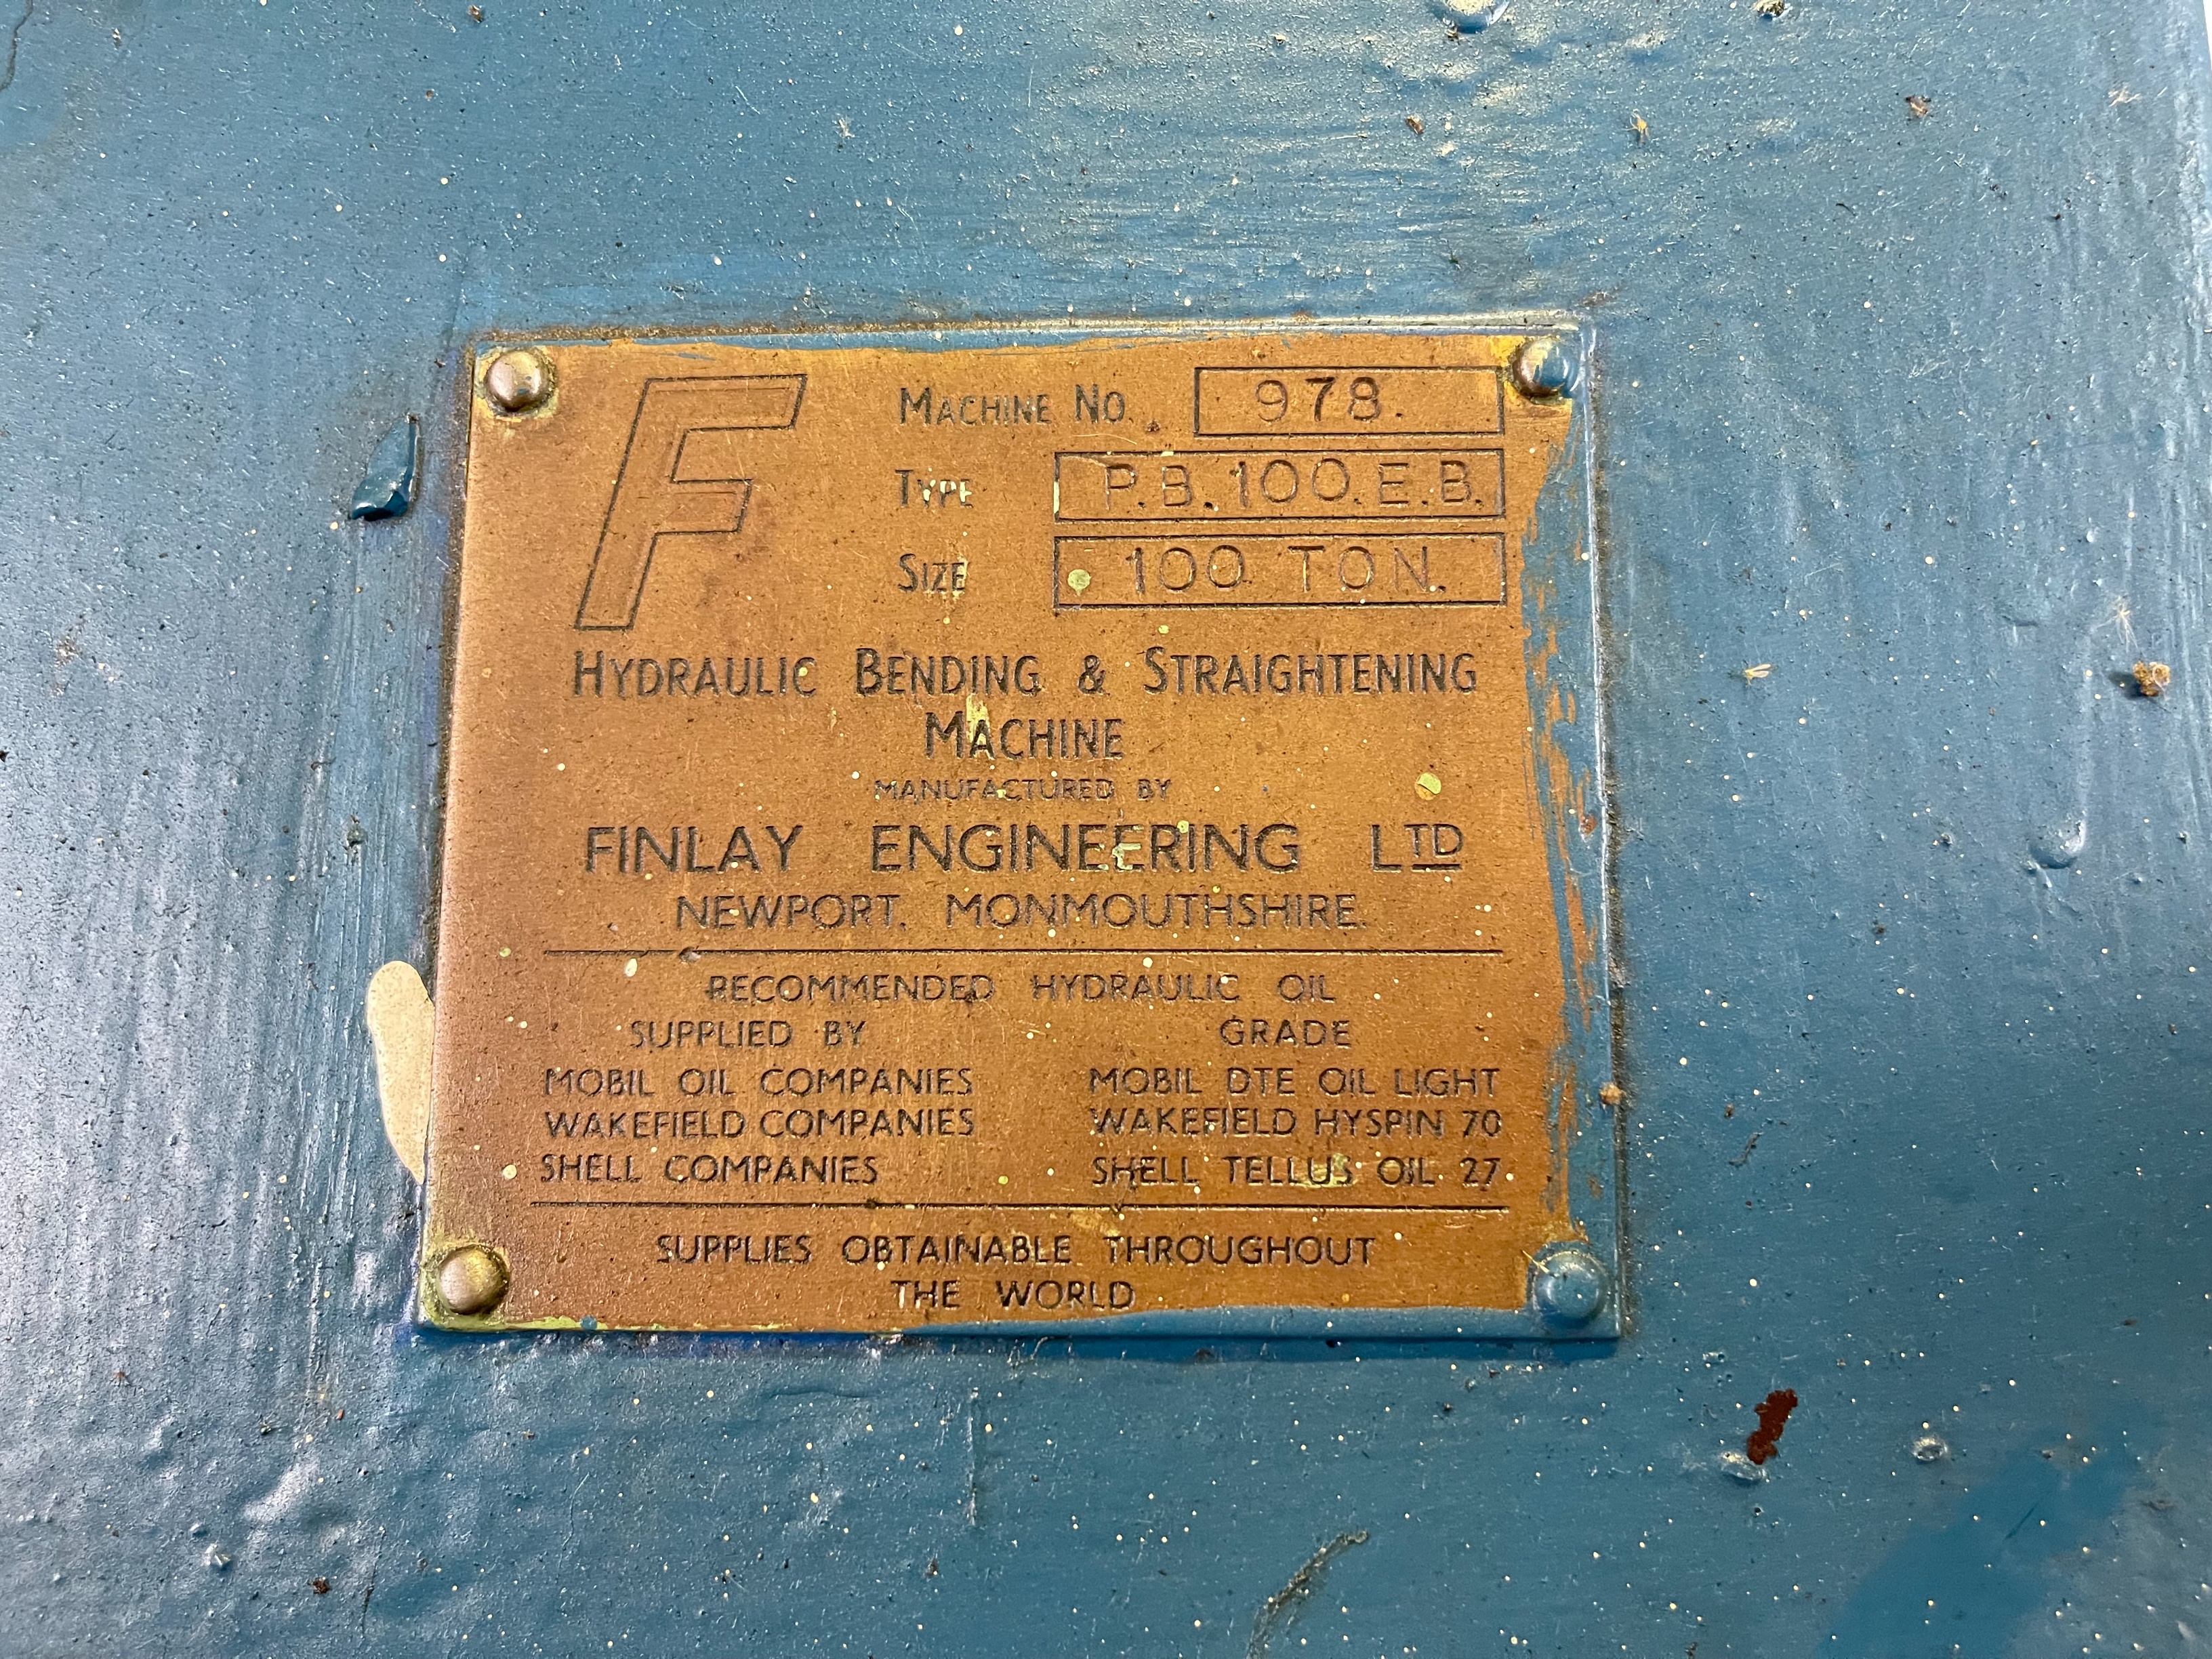 F
MACHINE NO. 978.
TYPE P.B.100.E.B.
SIZE 100 TON.
HYDRAULIC BENDING & STRAIGHTENING
MACHINE
MANUFACTURED BY
FINLAY ENGINEERING LTD
NEWPORT. MONMOUTHSHIRE.
RECOMMENDED HYDRAULIC OIL
SUPPLIED BY GRADE
MOBIL OIL COMPANIES MOBIL DTE OIL LIGHT
WAKEFIELD COMPANIES WAKEFIELD HYSPIN 70
SHELL COMPANIES SHELL TELLUS OIL 27
SUPPLIES OBTAINABLE THROUGHOUT
THE WORLD